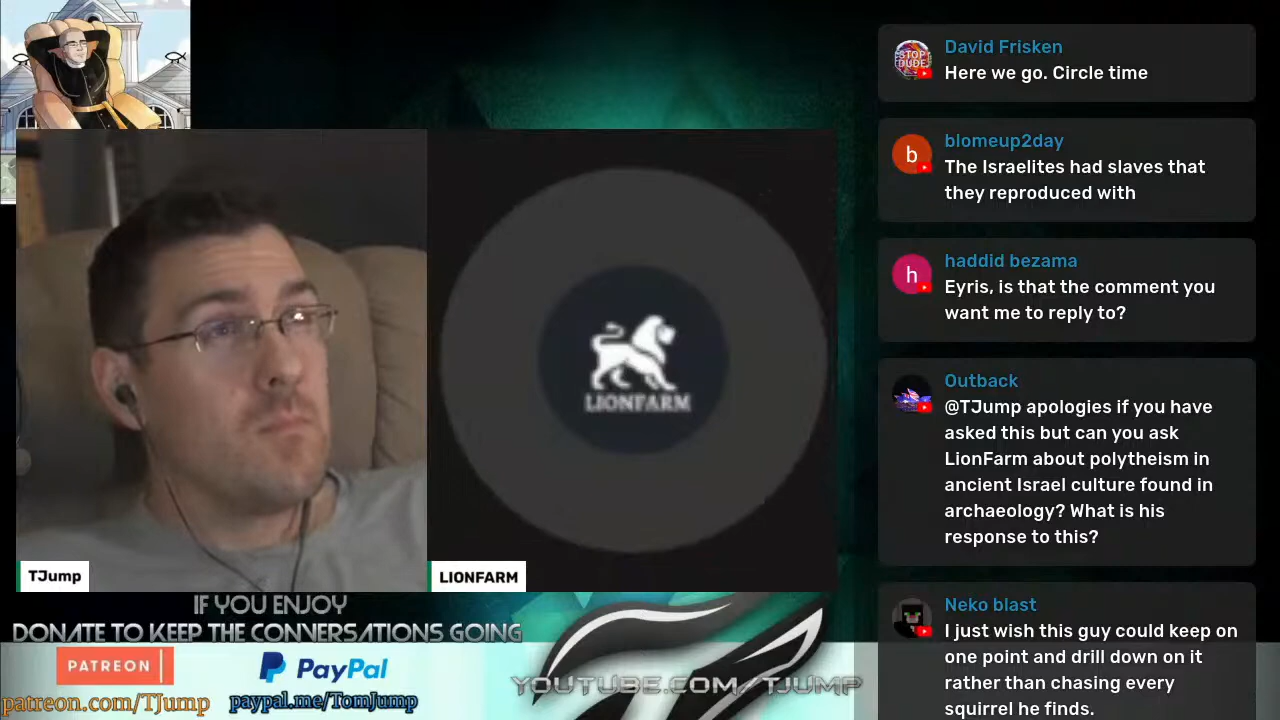 David Frisken
Here we go. Circle time
STOP
DUDE
b
blomeup2day
The Israelites had slaves that
they reproduced with
h
haddid bezama
Eyris, is that the comment you
want me to reply to?
Outback
@TJump apologies if you have
asked this but can you ask
LionFarm about polytheism in
ancient Israel culture found in
archaeology? What is his
response to this?
Neko blast
I just wish this guy could keep on
one point and drill down on it
rather than chasing every
squirrel he finds.
LIONFARM
TJump
LIONFARM
IF YOU ENJOY
DONATE TO KEEP THE CONVERSATIONS GOING
PATREON
PayPal
patreon.com/TJump
paypal.me/TomJump
YOUTUBE.COM/TJUMP